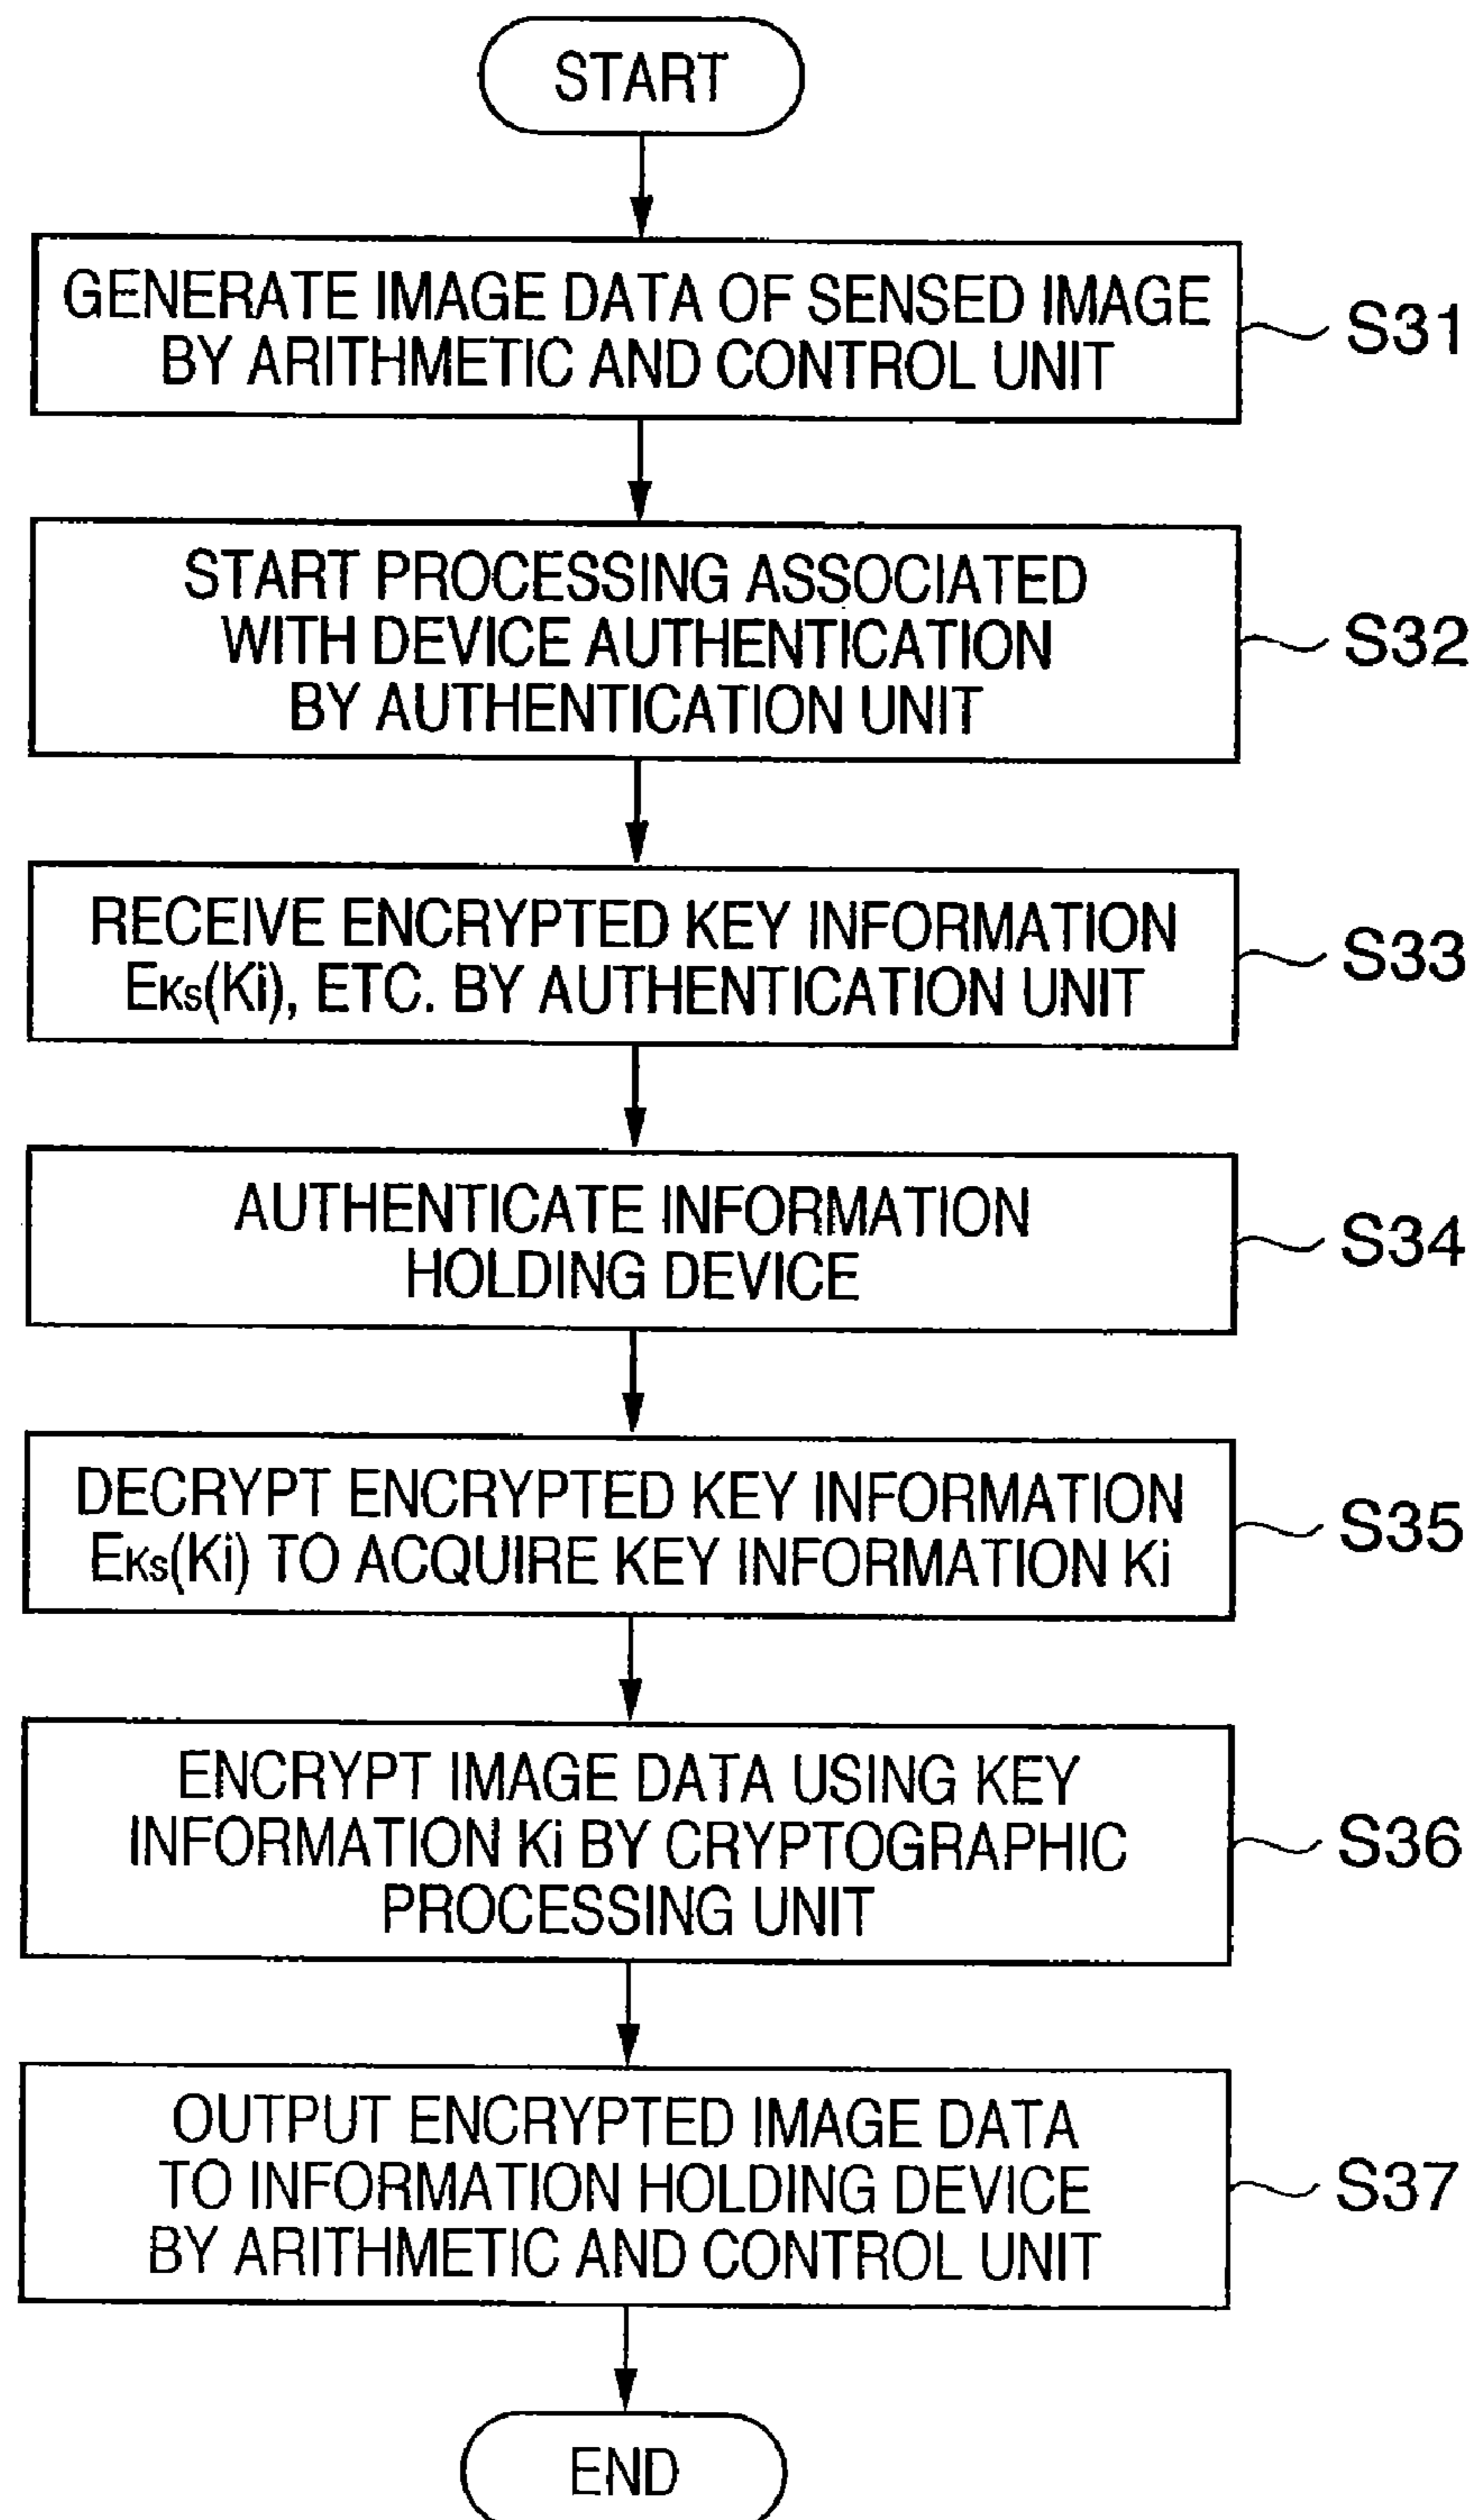 START
GENERATE IMAGE DATA OF SENSED IMAGE
BY ARITHMETIC AND CONTROL UNIT
S31
START PROCESSING ASSOCIATED
WITH DEVICE AUTHENTICATION
BY AUTHENTICATION UNIT
S32
RECEIVE ENCRYPTED KEY INFORMATION
EKs(Ki), ETC. BY AUTHENTICATION UNIT
S33
AUTHENTICATE INFORMATION
HOLDING DEVICE
S34
DECRYPT ENCRYPTED KEY INFORMATION
EKs(Ki) TO ACQUIRE KEY INFORMATION Ki
S35
ENCRYPT IMAGE DATA USING KEY
INFORMATION Ki BY CRYPTOGRAPHIC
PROCESSING UNIT
S36
OUTPUT ENCRYPTED IMAGE DATA
TO INFORMATION HOLDING DEVICE
BY ARITHMETIC AND CONTROL UNIT
S37
END